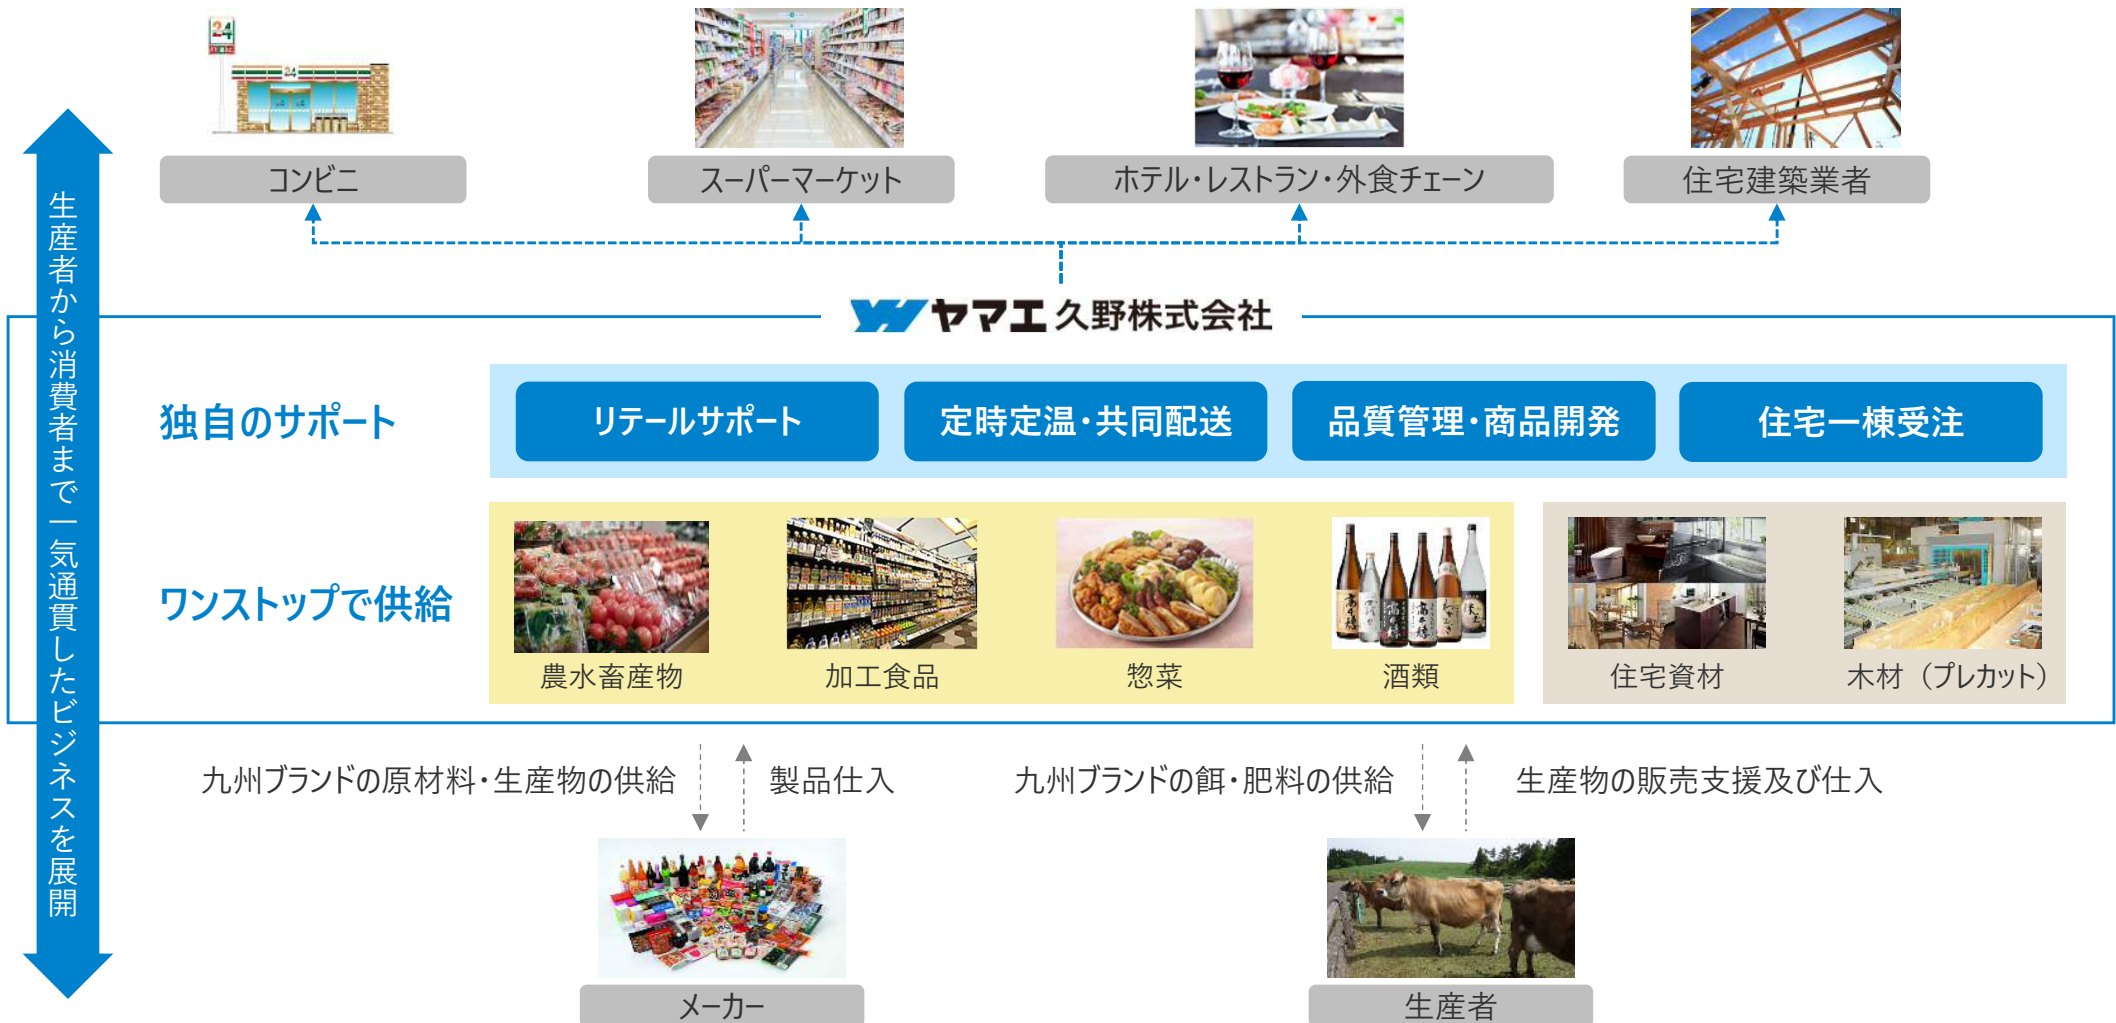 24
24
コンビニ
スーパーマーケット
ホテル・レストラン・外食チェーン
住宅建築業者
生産者から消費者まで一気通貫したビジネスを展開
ヤマエ久野株式会社
独自のサポート
リテールサポート
定時定温・共同配送
品質管理・商品開発
住宅一棟受注
ワンストップで供給
農水畜産物
加工食品
惣菜
酒類
住宅資材
木材（プレカット）
九州ブランドの原材料・生産物の供給
製品仕入
九州ブランドの餌・肥料の供給
生産物の販売支援及び仕入
メーカー
生産者